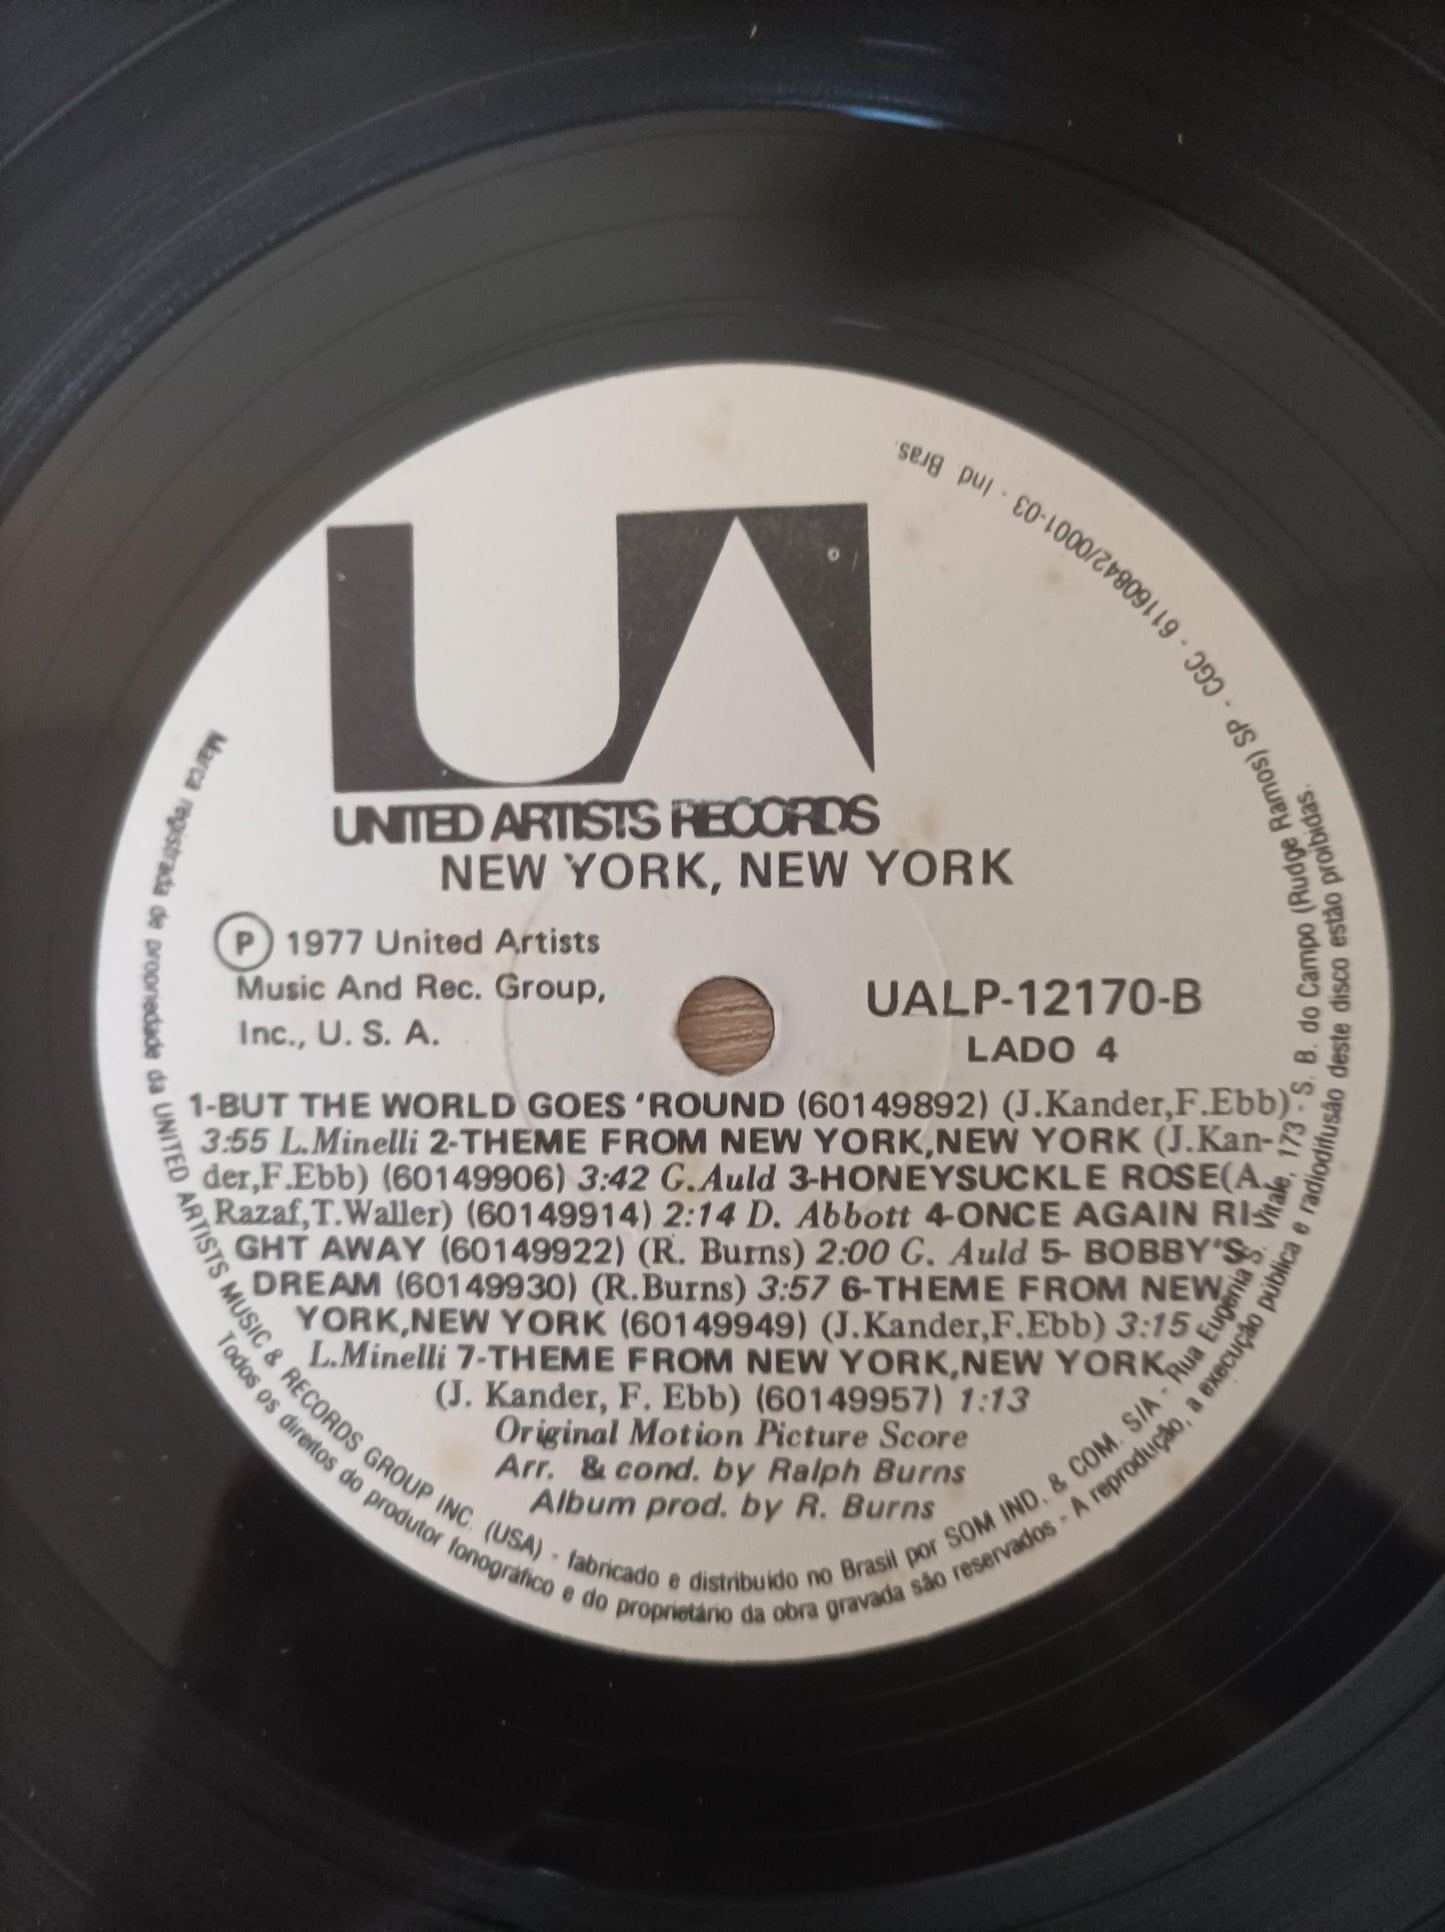 UA
UNITED ARTISTS RECORDS
NEW YORK, NEW YORK
Ⓟ 1977 United Artists
Music And Rec. Group,
Inc., U. S. A.
UALP-12170-B
LADO 4
1-BUT THE WORLD GOES ‘ROUND (60149892) (J.Kander,F.Ebb)
3:55 L.Minelli 2-THEME FROM NEW YORK,NEW YORK (J.Kan-
der,F.Ebb) (60149906) 3:42 G.Auld 3-HONEYSUCKLE ROSE(A.
Razaf,T.Waller) (60149914) 2:14 D. Abbott 4-ONCE AGAIN RI-
GHT AWAY (60149922) (R. Burns) 2:00 G. Auld 5- BOBBY'S
DREAM (60149930) (R.Burns) 3:57 6-THEME FROM NEW
YORK,NEW YORK (60149949) (J.Kander,F.Ebb) 3:15
L.Minelli 7-THEME FROM NEW YORK,NEW YORK
(J. Kander, F. Ebb) (60149957) 1:13
Original Motion Picture Score
Arr. & cond. by Ralph Burns
Album prod. by R. Burns
Marca registrada de propriedade da UNITED ARTISTS MUSIC & RECORDS GROUP INC. (USA) - fabricado e distribuido no Brasil por SOM IND. & COM. S/A - Rua Eugenia S. Vitale, 173 - S. B. do Campo (Rudge Ramos) SP - CGC - 61160842/0001-03 - Ind Bras.
Todos os direitos do produtor fonográfico e do proprietário da obra gravada são reservados - A reprodução, a execução pública e radiodifusão deste disco estão proibidas.